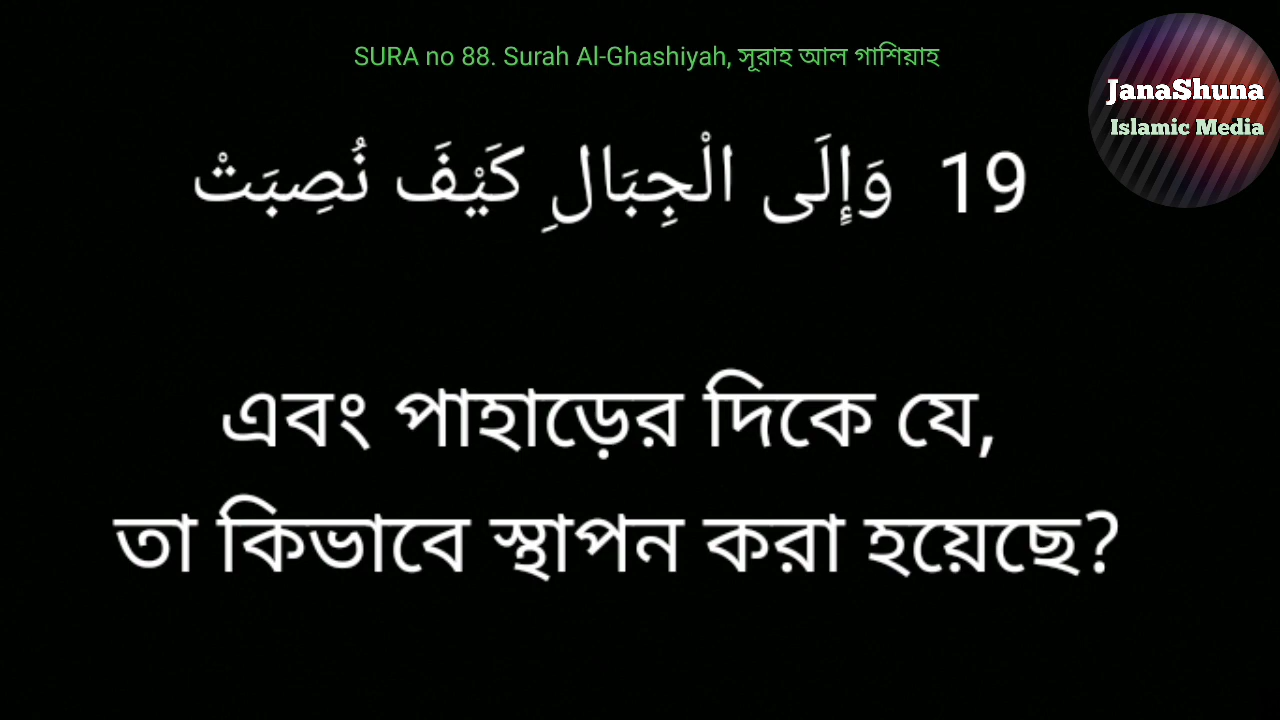 SURA no 88. Surah Al-Ghashiyah, সূরাহ আল গাশিয়াহ
JanaShuna
Islamic Media
19 وَإِلَى الْجِبَالِ كَيْفَ نُصِبَتْ
এবং পাহাড়ের দিকে যে,
তা কিভাবে স্থাপন করা হয়েছে?